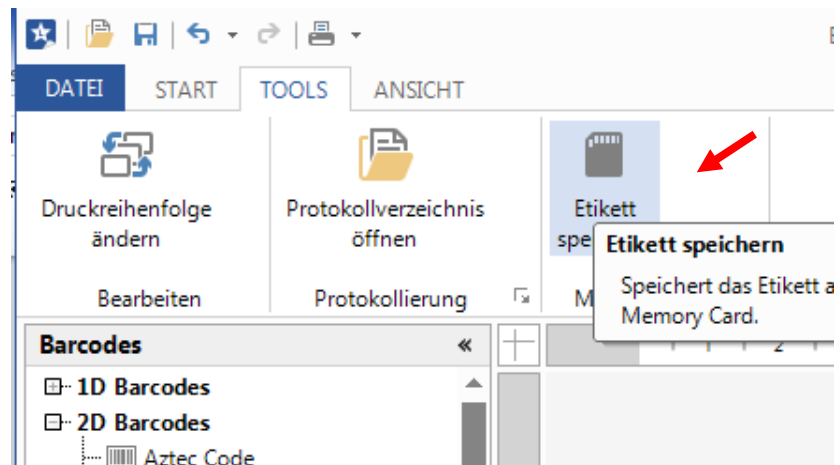 DATEI START TOOLS ANSICHT
Druckreihenfolge
ändern
Protokollverzeichnis
öffnen
Etikett
Etikett speichern
Speichert das Etikett
Memory Card.
Bearbeiten
Protokollierung
Barcodes
1D Barcodes
2D Barcodes
Aztec Code
2